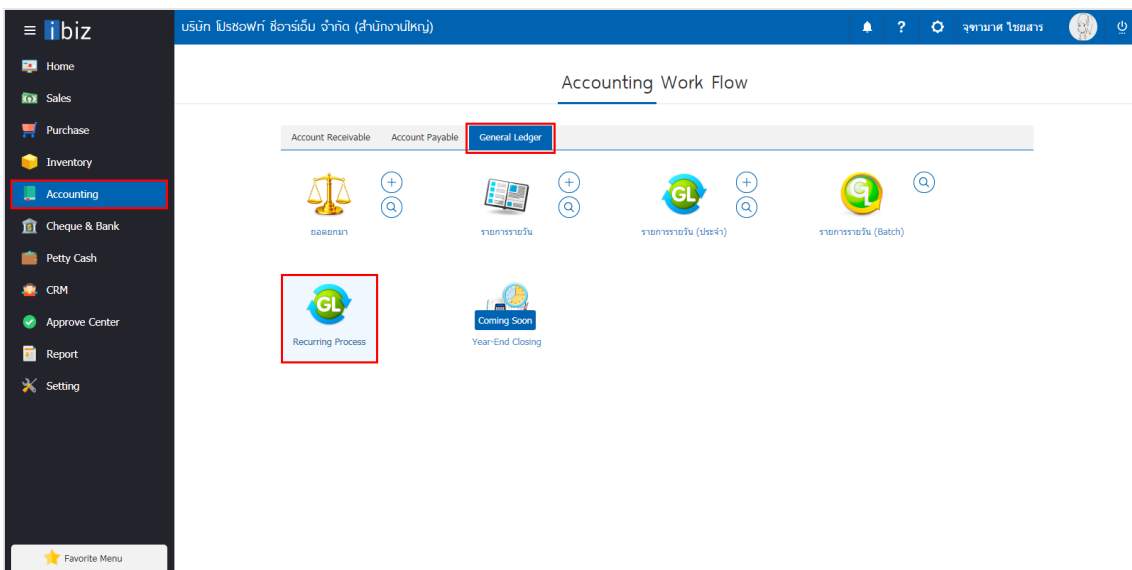 ibiz
บริษัท โปรซอฟท์ ซีอาร์เอ็ม จำกัด (สำนักงานใหญ่)
?
จุฑามาศ ไชยสาร
Home
Sales
Purchase
Inventory
Accounting
Cheque & Bank
Petty Cash
CRM
Approve Center
Report
Setting
Favorite Menu
Accounting Work Flow
Account Receivable Account Payable General Ledger
GL GL G
ยอดยกมา รายการรายวัน รายการรายวัน (ประจำ) รายการรายวัน (Batch)
GL
Coming Soon
Recurring Process Year-End Closing